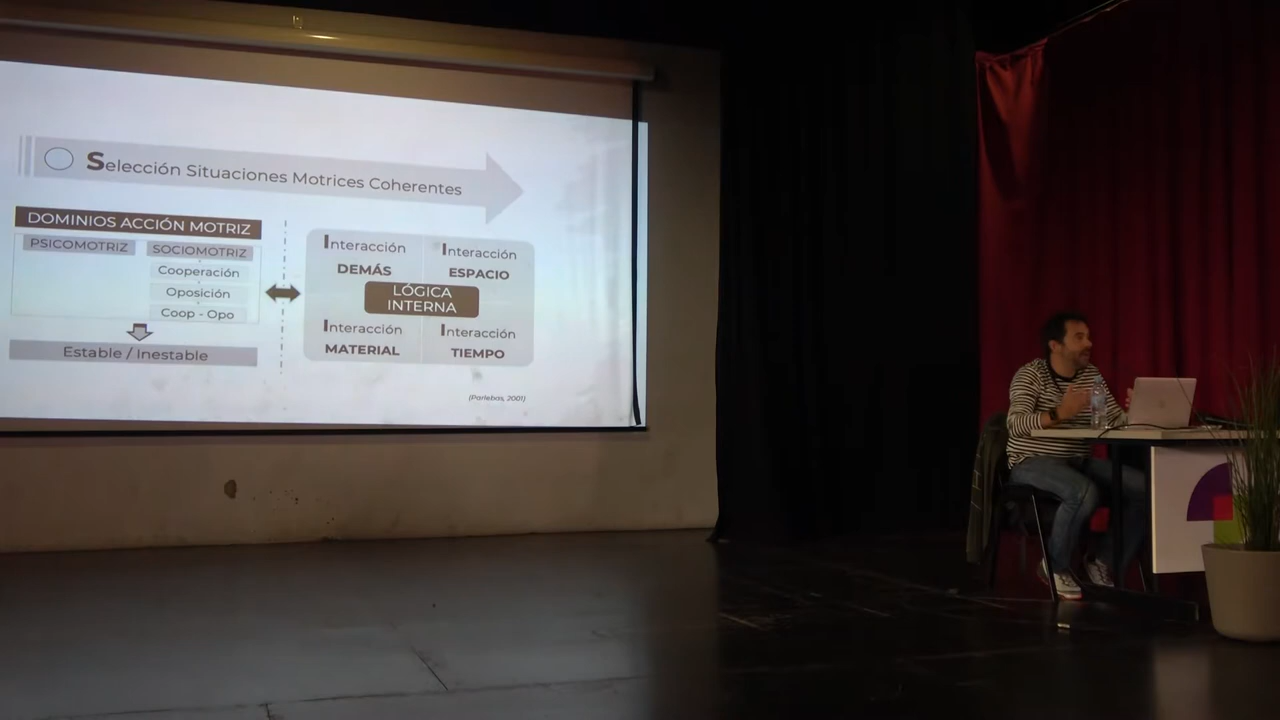 Selección Situaciones Motrices Coherentes
DOMINIOS ACCIÓN MOTRIZ
PSICOMOTRIZ
SOCIOMOTRIZ
Cooperación
Oposición
Coop - Opo
Estable / Inestable
Interacción
DEMÁS
Interacción
ESPACIO
LÓGICA
INTERNA
Interacción
MATERIAL
Interacción
TIEMPO
(Parlebas, 2001)